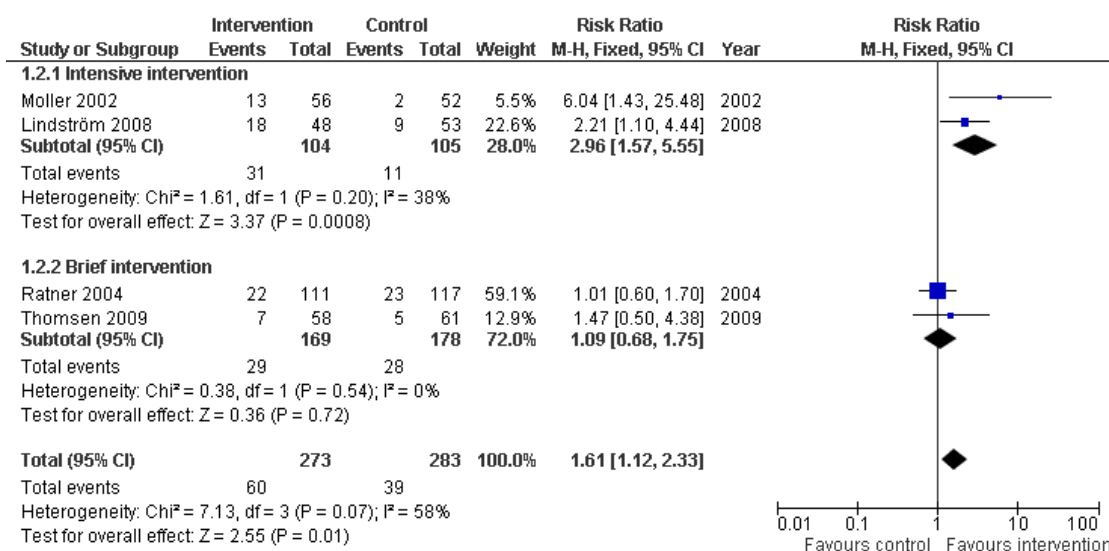 Intervention Control Risk Ratio Risk Ratio
Study or Subgroup Events Total Events Total Weight M-H, Fixed, 95% CI Year M-H, Fixed, 95% CI
1.2.1 Intensive intervention
Moller 2002 13 56 2 52 5.5% 6.04 [1.43, 25.48] 2002
Lindström 2008 18 48 9 53 22.6% 2.21 [1.10, 4.44] 2008
Subtotal (95% CI) 104 105 28.0% 2.96 [1.57, 5.55]
Total events 31 11
Heterogeneity: Chi² = 1.61, df = 1 (P = 0.20); I² = 38%
Test for overall effect: Z = 3.37 (P = 0.0008)
1.2.2 Brief intervention
Ratner 2004 22 111 23 117 59.1% 1.01 [0.60, 1.70] 2004
Thomsen 2009 7 58 5 61 12.9% 1.47 [0.50, 4.38] 2009
Subtotal (95% CI) 169 178 72.0% 1.09 [0.68, 1.75]
Total events 29 28
Heterogeneity: Chi² = 0.38, df = 1 (P = 0.54); I² = 0%
Test for overall effect: Z = 0.36 (P = 0.72)
Total (95% CI) 273 283 100.0% 1.61 [1.12, 2.33]
Total events 60 39
Heterogeneity: Chi² = 7.13, df = 3 (P = 0.07); I² = 58%
Test for overall effect: Z = 2.55 (P = 0.01)
0.01 0.1 1 10 100
Favours control Favours intervention